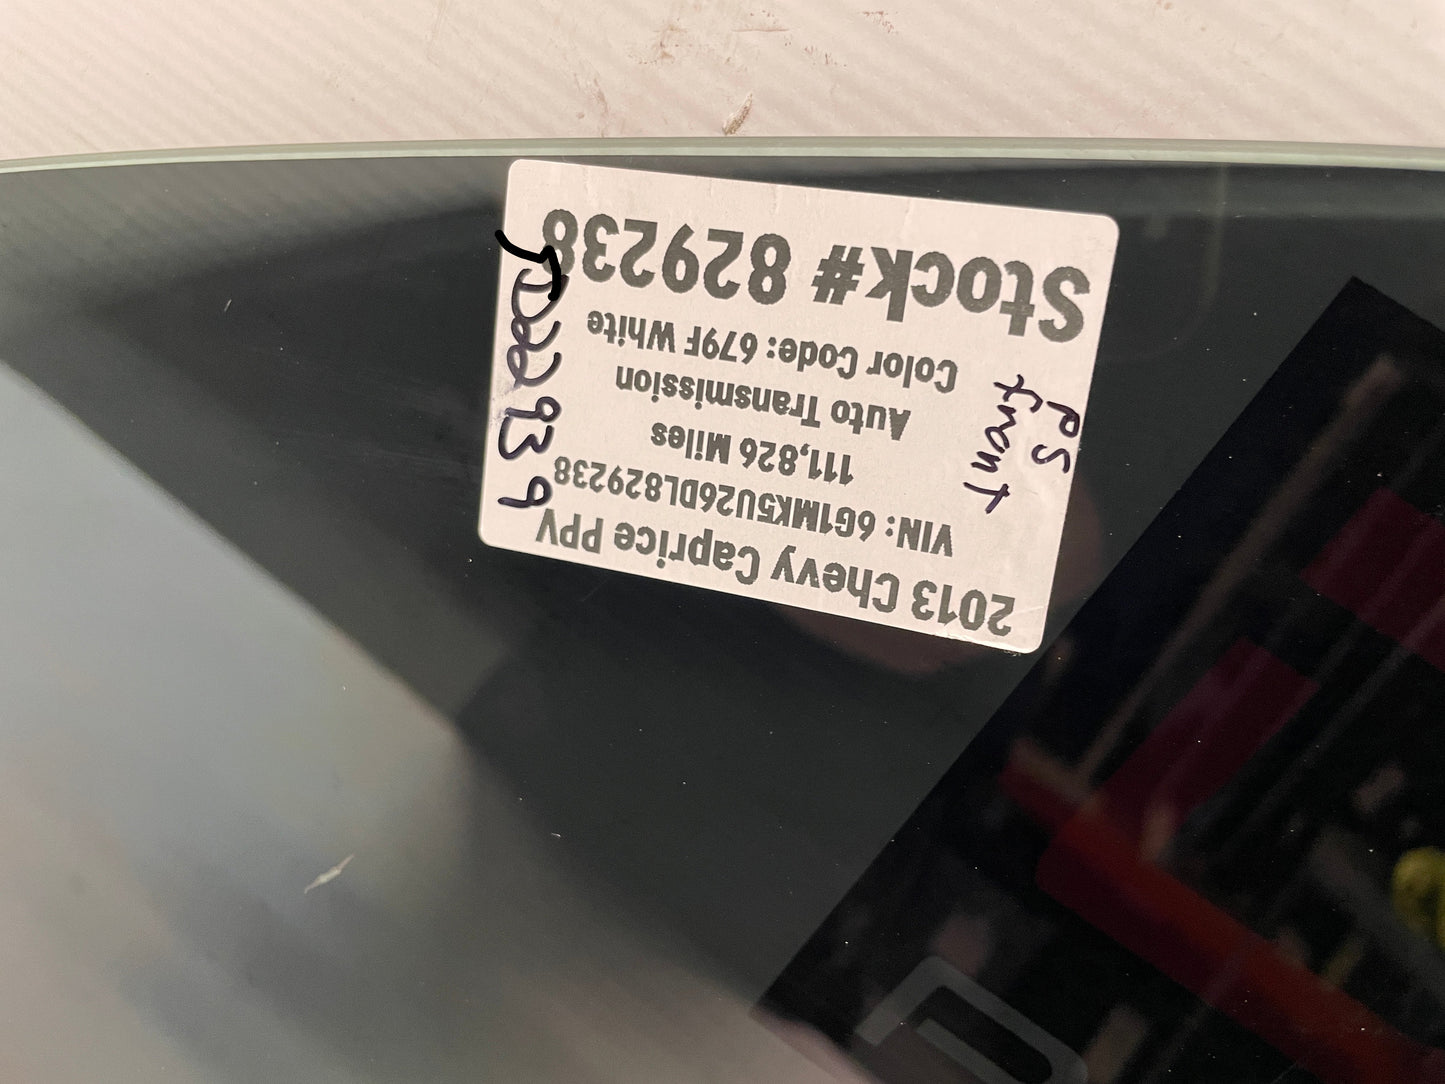 2013 Chevy Caprice PPV
VIN: 6G1MK5U26DL829238
111,826 Miles
Auto Transmission
Color Code: 679F White
Stock# 829238
PS
front